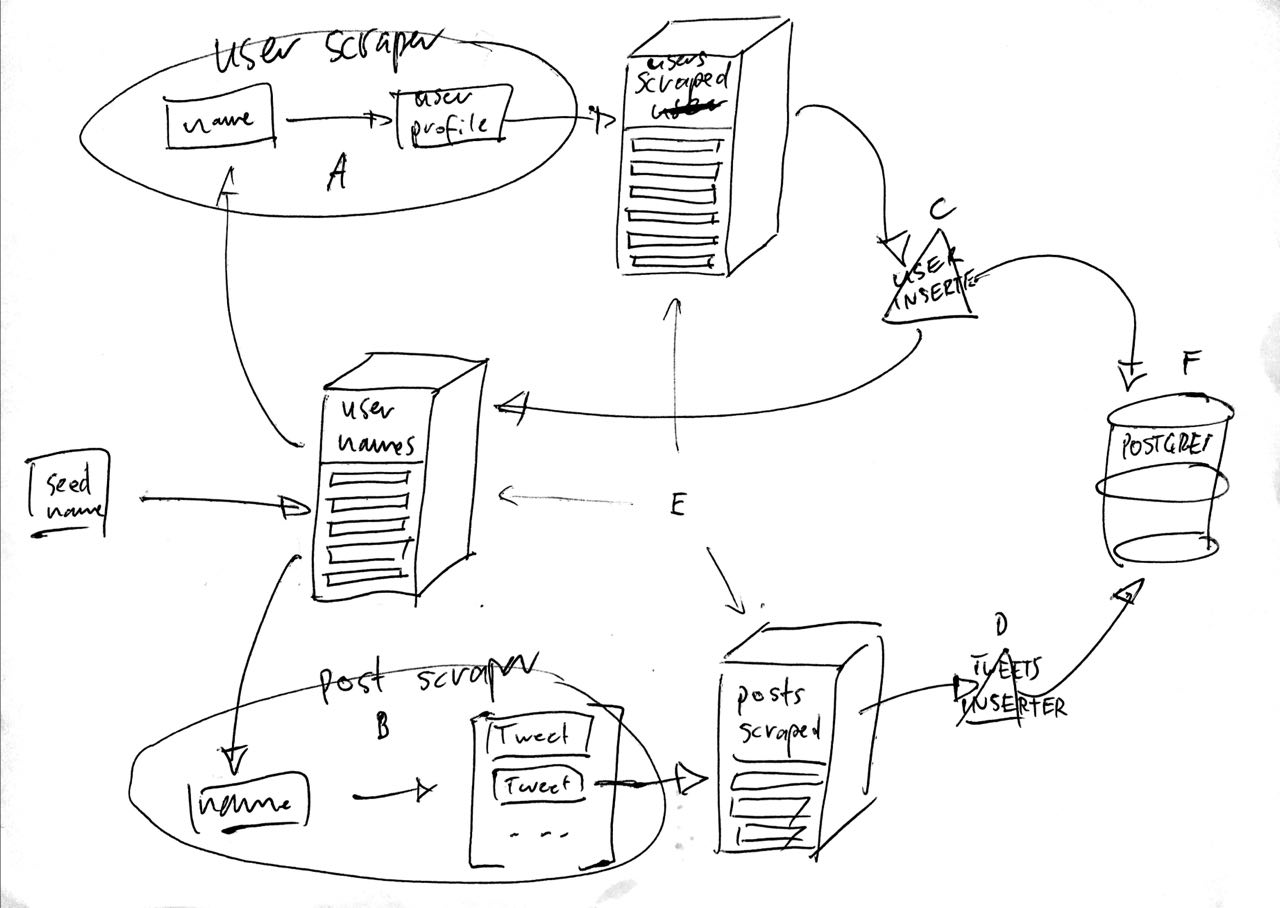 user scraper
name
user
profile
A
users
scraped
C
USER
INSERTE
user
names
seed
name
E
F
POSTGRES
post scraper
B
name
Tweet
Tweet
- --
posts
scraped
D
TWEETS
INSERTER